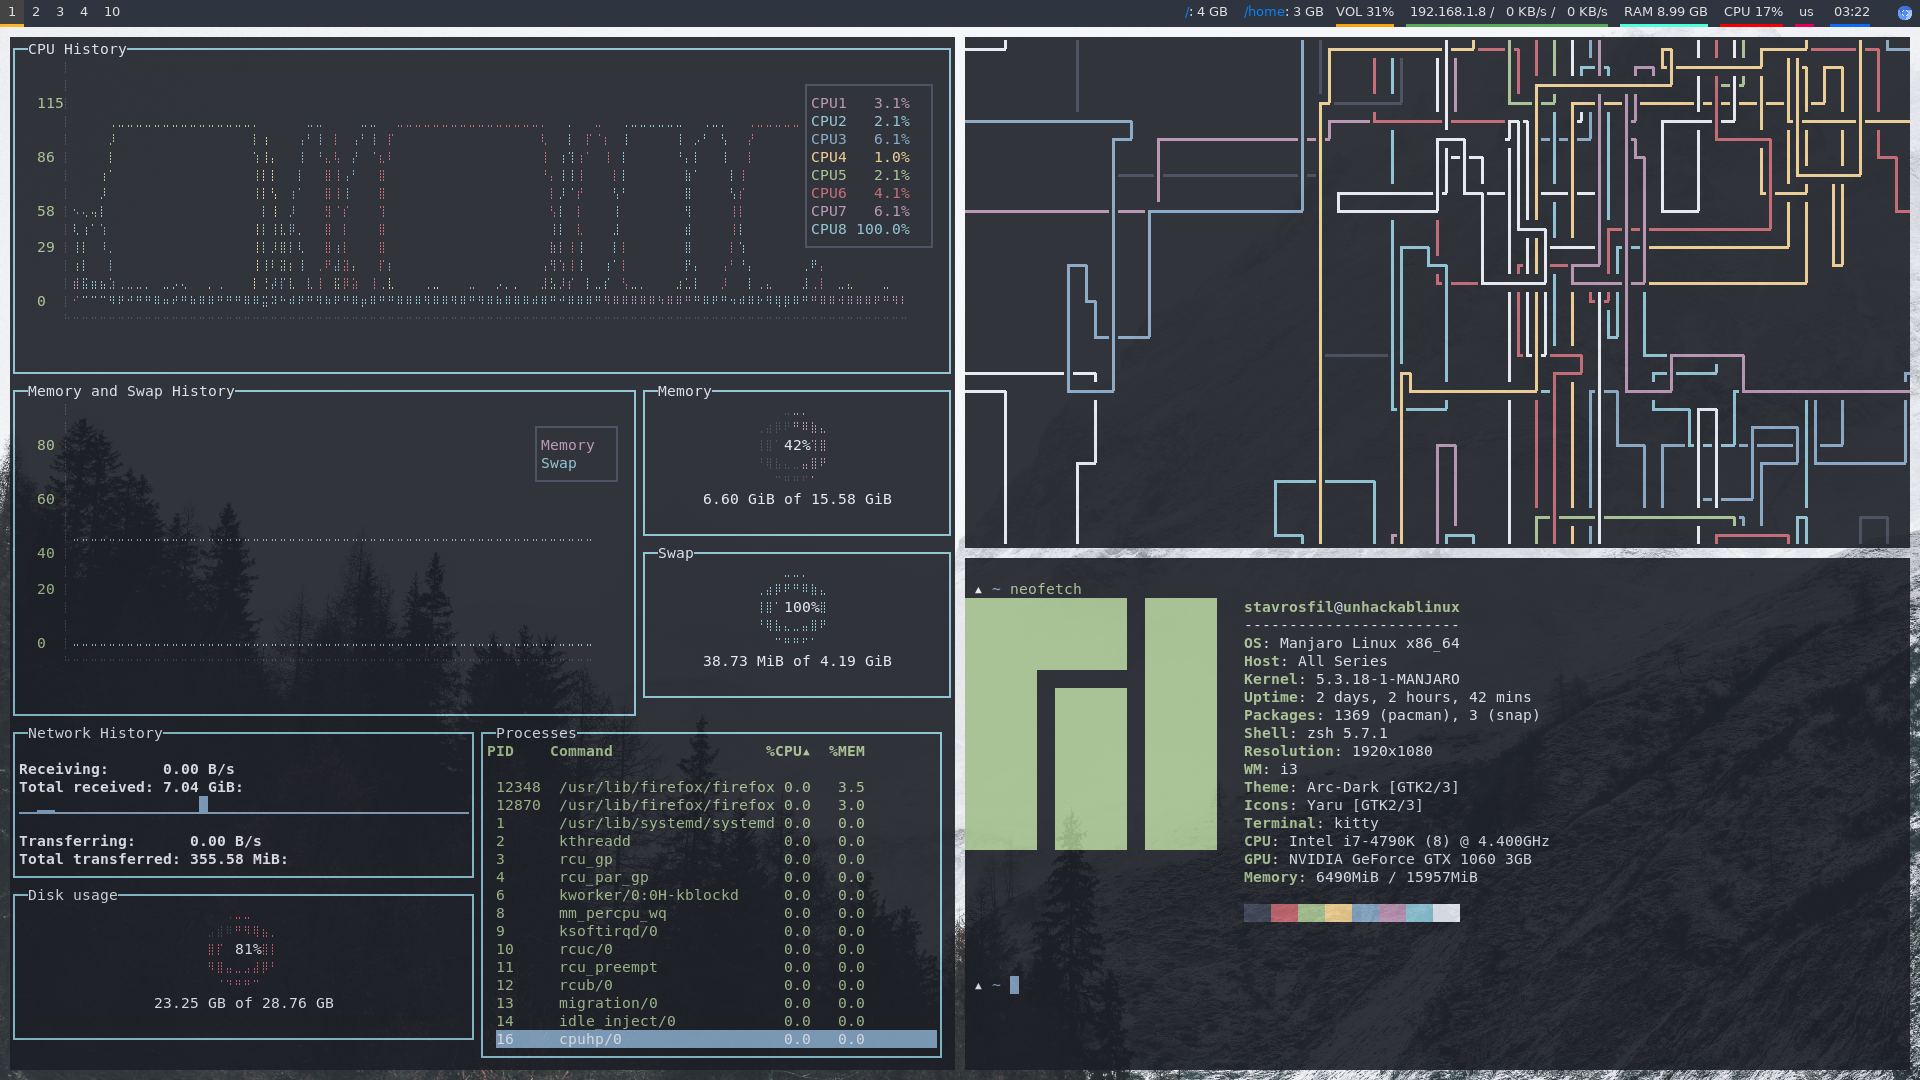 1 2 3 4 10
/: 4 GB /home: 3 GB VOL 31% 192.168.1.8 / 0 KB/s / 0 KB/s RAM 8.99 GB CPU 17% us 03:22
CPU History
115
86
58
29
0
CPU1 3.1%
CPU2 2.1%
CPU3 6.1%
CPU4 1.0%
CPU5 2.1%
CPU6 4.1%
CPU7 6.1%
CPU8 100.0%
Memory and Swap History
80
60
40
20
0
Memory
Swap
Memory
42%
6.60 GiB of 15.58 GiB
Swap
100%
38.73 MiB of 4.19 GiB
Network History
Receiving: 0.00 B/s
Total received: 7.04 GiB:
Transferring: 0.00 B/s
Total transferred: 355.58 MiB:
Disk usage
81%
23.25 GB of 28.76 GB
Processes
PID Command %CPU▲ %MEM
12348 /usr/lib/firefox/firefox 0.0 3.5
12870 /usr/lib/firefox/firefox 0.0 3.0
1 /usr/lib/systemd/systemd 0.0 0.0
2 kthreadd 0.0 0.0
3 rcu_gp 0.0 0.0
4 rcu_par_gp 0.0 0.0
6 kworker/0:0H-kblockd 0.0 0.0
8 mm_percpu_wq 0.0 0.0
9 ksoftirqd/0 0.0 0.0
10 rcuc/0 0.0 0.0
11 rcu_preempt 0.0 0.0
12 rcub/0 0.0 0.0
13 migration/0 0.0 0.0
14 idle_inject/0 0.0 0.0
16 cpuhp/0 0.0 0.0
▲ ~ neofetch
stavrosfil@unhackablinux
------------------------
OS: Manjaro Linux x86_64
Host: All Series
Kernel: 5.3.18-1-MANJARO
Uptime: 2 days, 2 hours, 42 mins
Packages: 1369 (pacman), 3 (snap)
Shell: zsh 5.7.1
Resolution: 1920x1080
WM: i3
Theme: Arc-Dark [GTK2/3]
Icons: Yaru [GTK2/3]
Terminal: kitty
CPU: Intel i7-4790K (8) @ 4.400GHz
GPU: NVIDIA GeForce GTX 1060 3GB
Memory: 6490MiB / 15957MiB
▲ ~